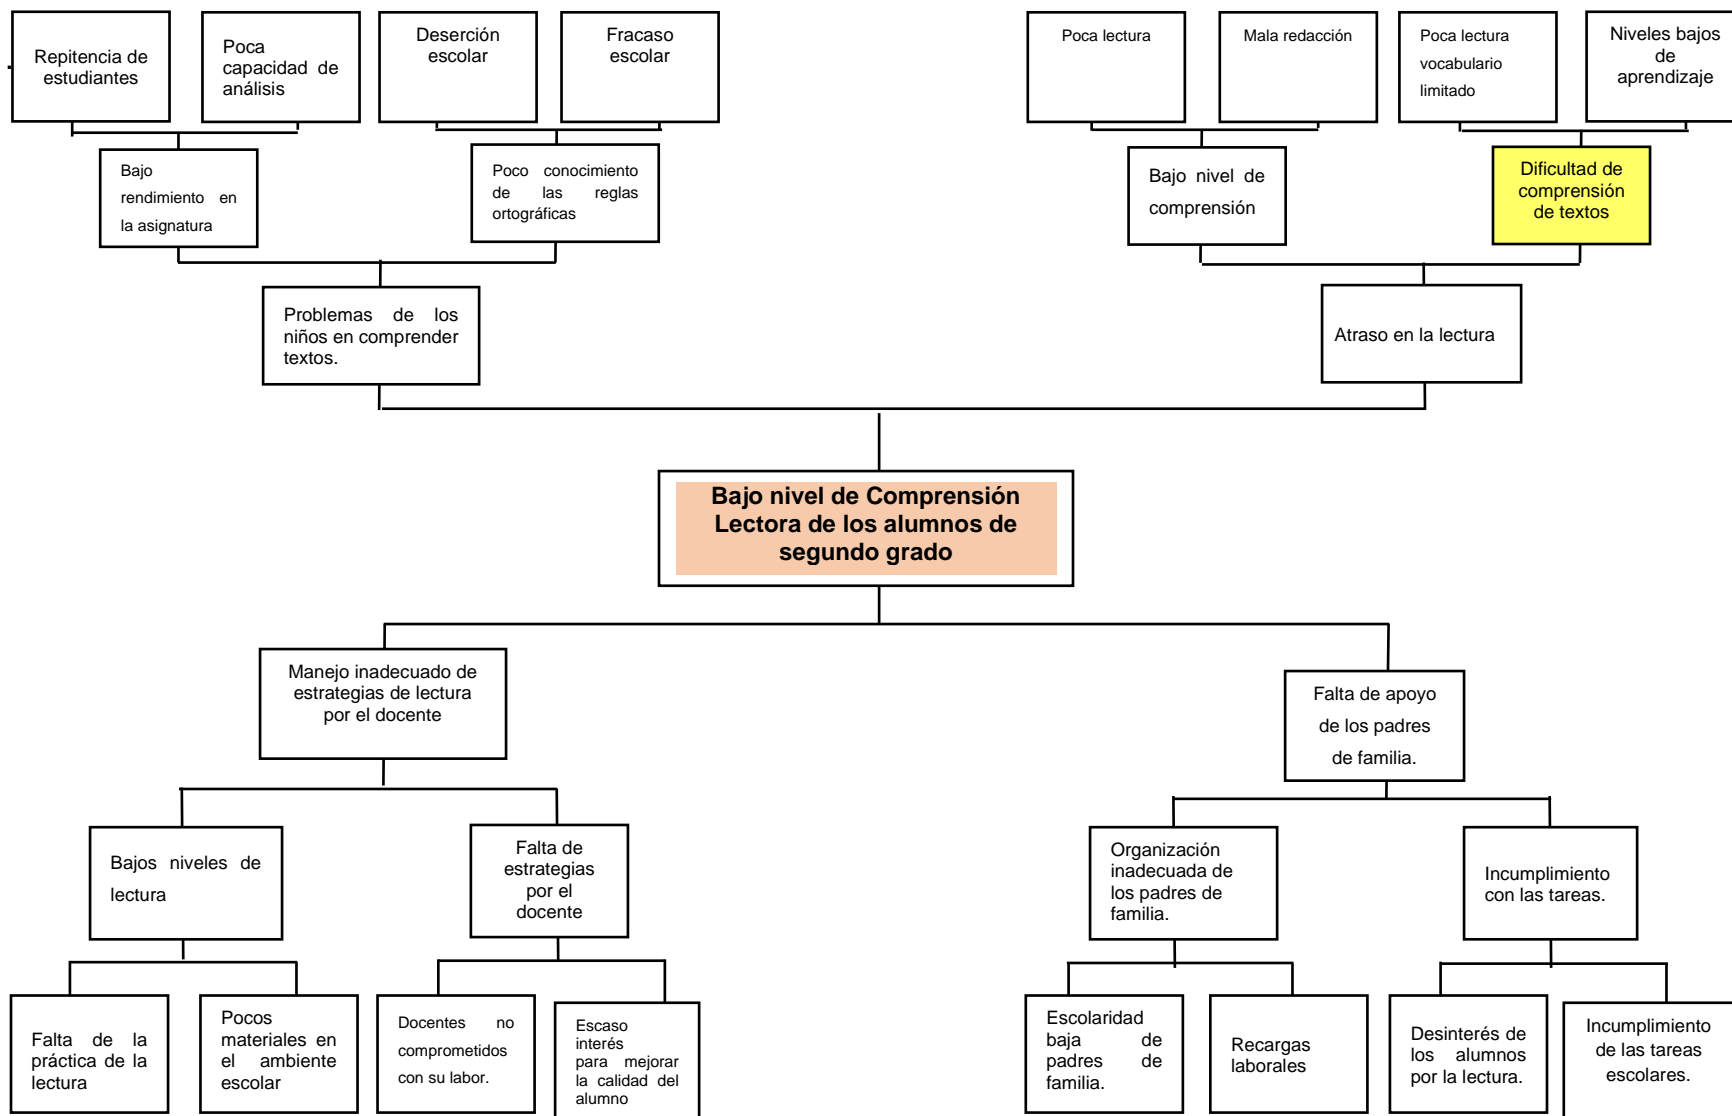 Repitencia de
estudiantes
Poca
capacidad de
análisis
Deserción
escolar
Fracaso
escolar
Poca lectura
Mala redacción
Poca lectura
vocabulario
limitado
Niveles bajos
de
aprendizaje
Bajo
rendimiento en
la asignatura
Poco conocimiento
de las reglas
ortográficas
Bajo nivel de
comprensión
Dificultad de
comprensión
de textos
Problemas de los
niños en comprender
textos.
Atraso en la lectura
Bajo nivel de Comprensión
Lectora de los alumnos de
segundo grado
Manejo inadecuado de
estrategias de lectura
por el docente
Falta de apoyo
de los padres
de familia.
Bajos niveles de
lectura
Falta de
estrategias
por el
docente
Organización
inadecuada de
los padres de
familia.
Incumplimiento
con las tareas.
Falta de la
práctica de la
lectura
Pocos
materiales en
el ambiente
escolar
Docentes no
comprometidos
con su labor.
Escaso
interés
para mejorar
la calidad del
alumno
Escolaridad
baja de
padres de
familia.
Recargas
laborales
Desinterés de
los alumnos
por la lectura.
Incumplimiento
de las tareas
escolares.